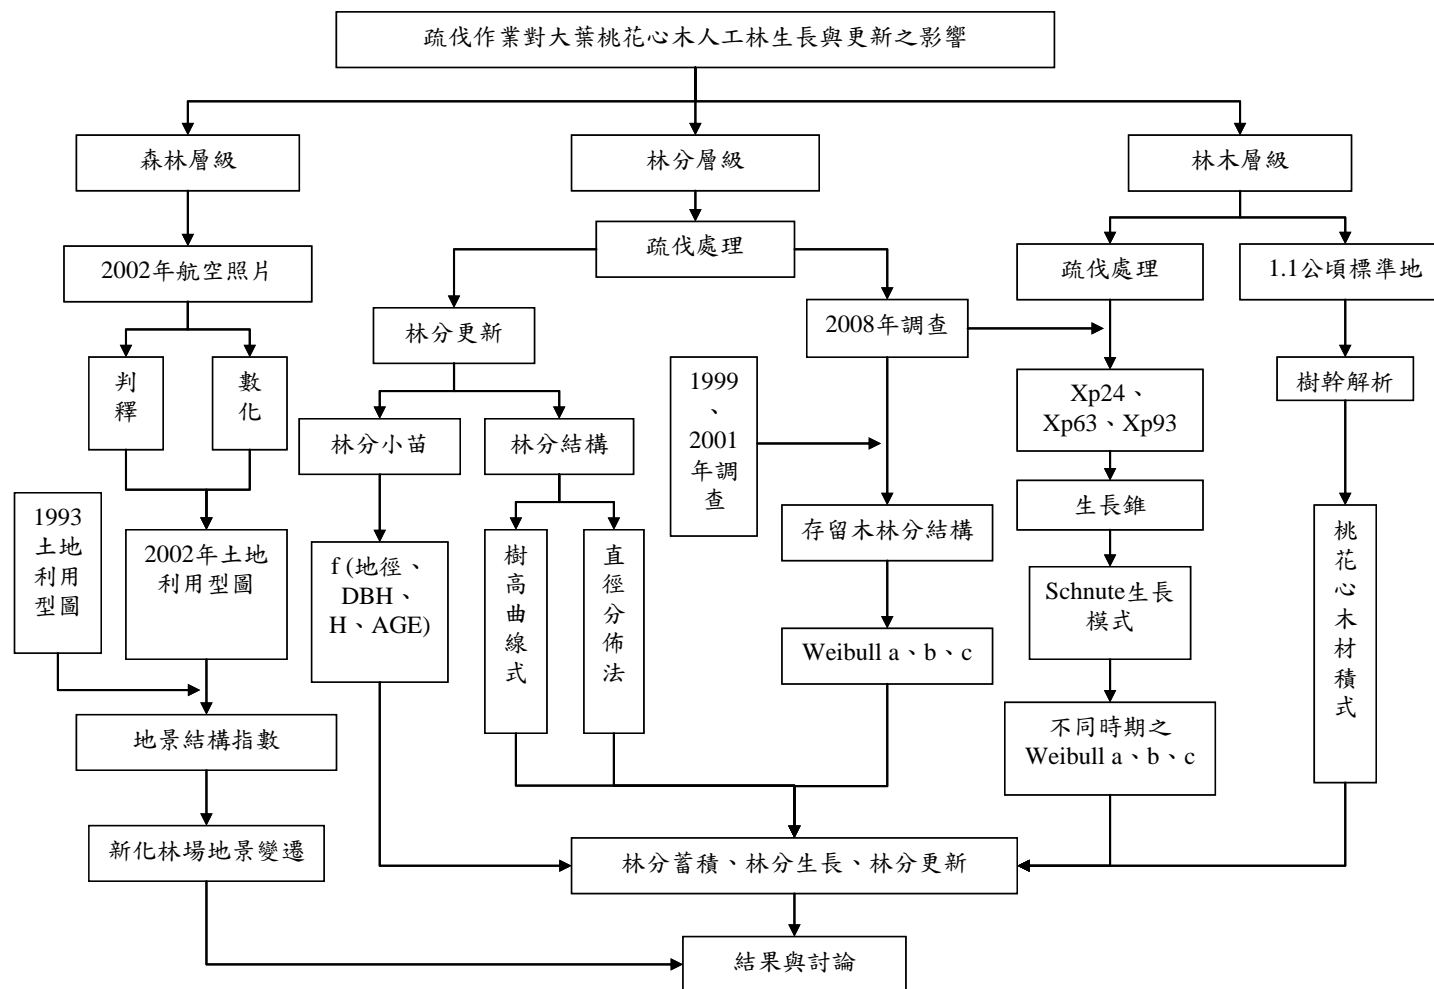 疏伐作業對大葉桃花心木人工林生長與更新之影響
森林層級
林分層級
林木層級
2002年航空照片
疏伐處理
疏伐處理
1.1公頃標準地
林分更新
2008年調查
判
釋
數
化
1999
、
2001
年調
查
Xp24、
Xp63、Xp93
樹幹解析
林分小苗
林分結構
1993
土地
利用
型圖
2002年土地
利用型圖
f (地徑、
DBH、
H、AGE)
樹
高
曲
線
式
直
徑
分
佈
法
存留木林分結構
生長錐
桃
花
心
木
材
積
式
Schnute生長
模式
Weibull a、b、c
地景結構指數
不同時期之
Weibull a、b、c
新化林場地景變遷
林分蓄積、林分生長、林分更新
結果與討論